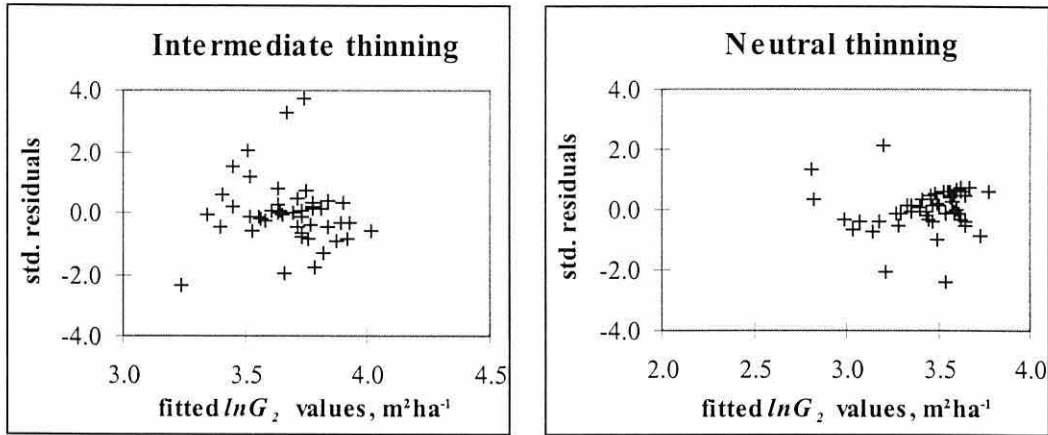 Intermediate thinning
4.0
2.0
0.0
-2.0
-4.0
std. residuals
3.0 3.5 4.0 4.5
fitted lnG₂ values, m²ha⁻¹
Neutral thinning
4.0
2.0
0.0
-2.0
-4.0
std. residuals
2.0 2.5 3.0 3.5 4.0
fitted lnG₂ values, m²ha⁻¹